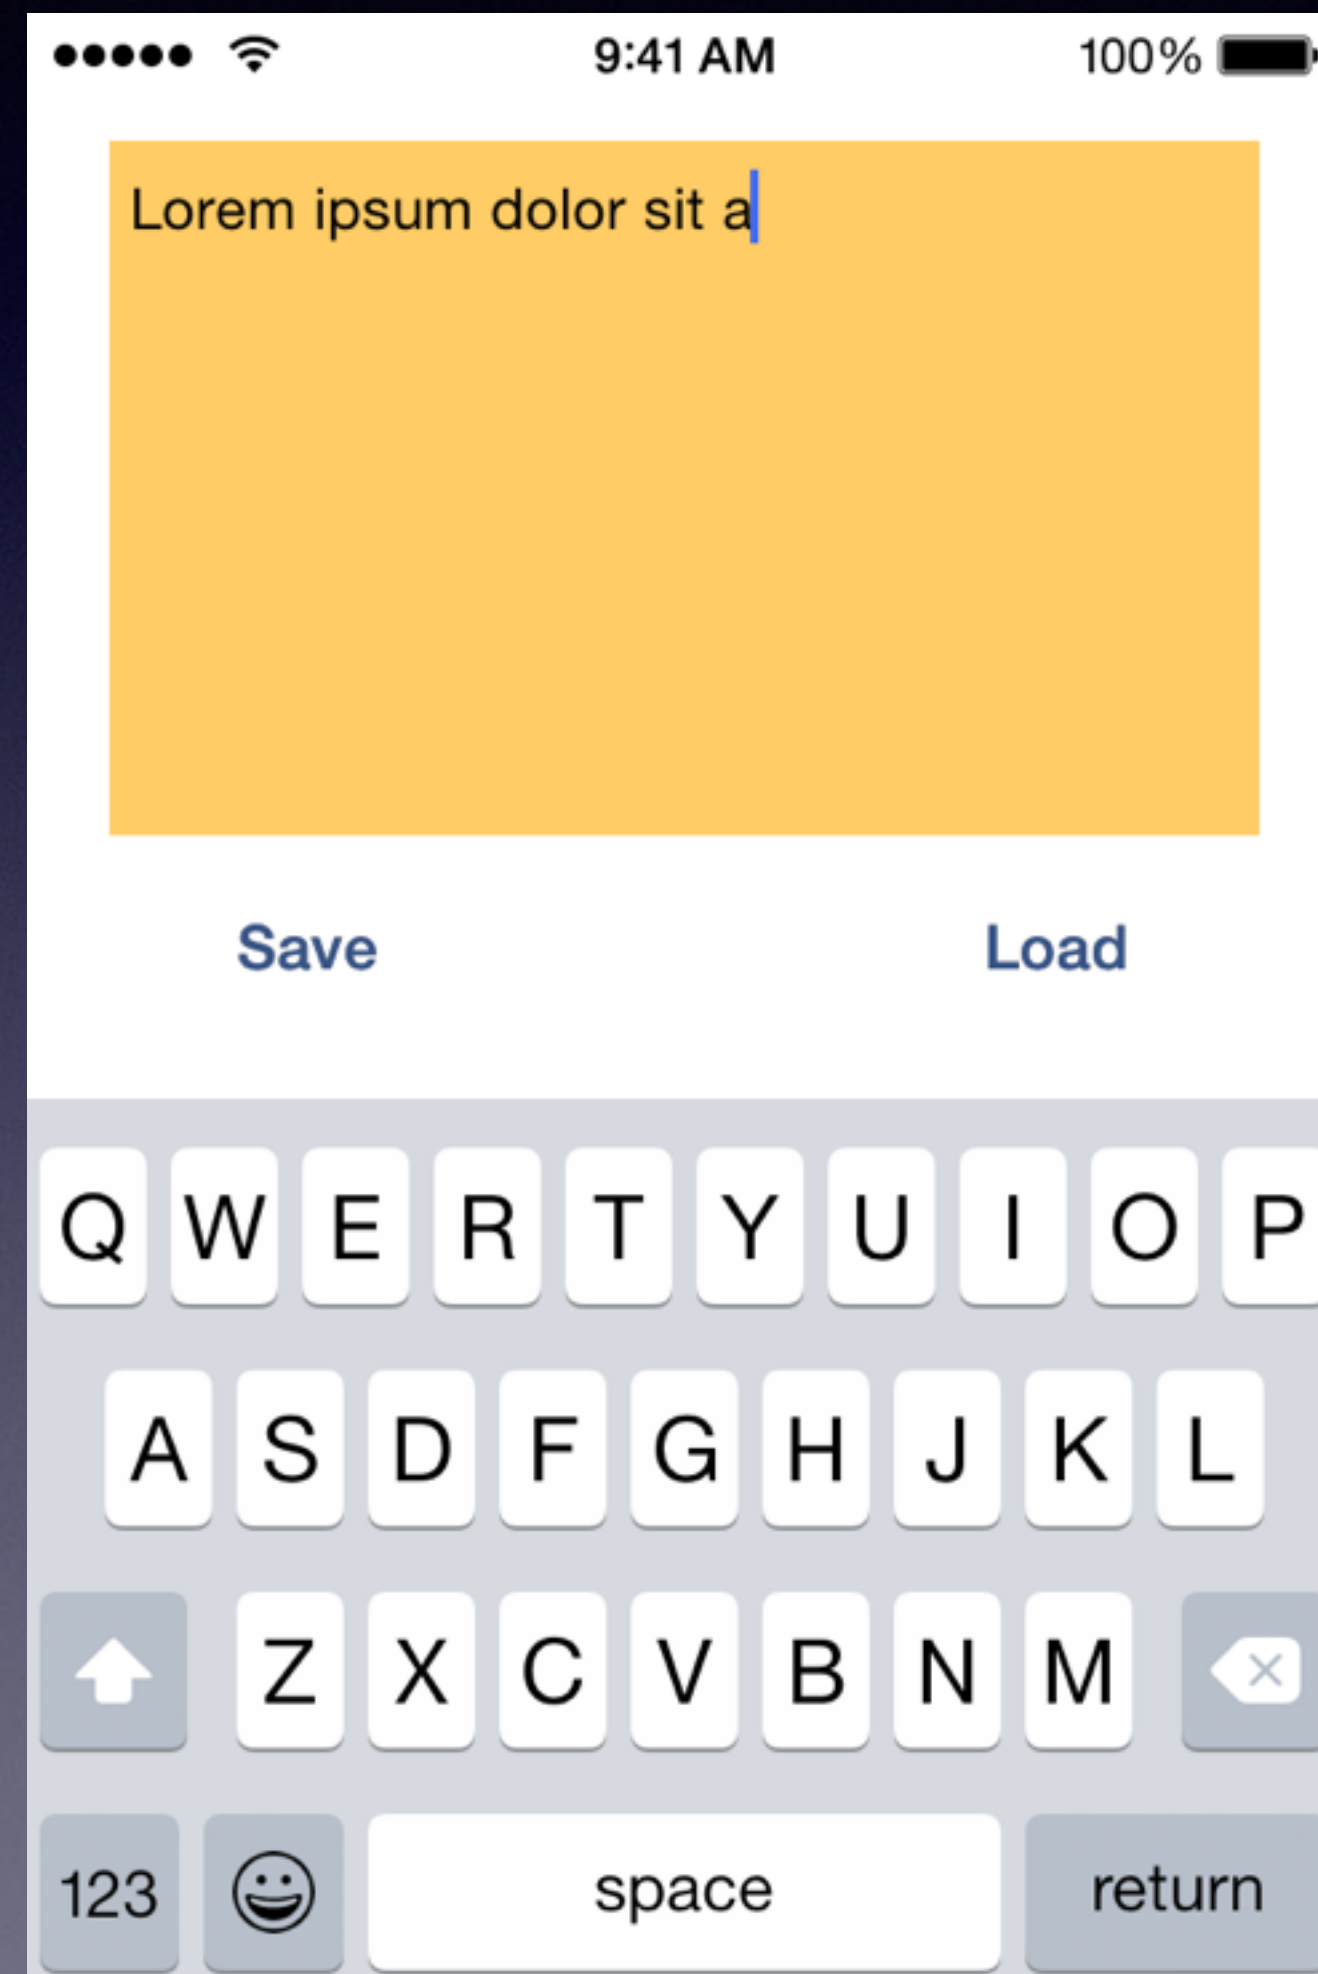 9:41 AM 100%
Lorem ipsum dolor sit a
Save Load
Q W E R T Y U I O P
A S D F G H J K L
Z X C V B N M
123 space return